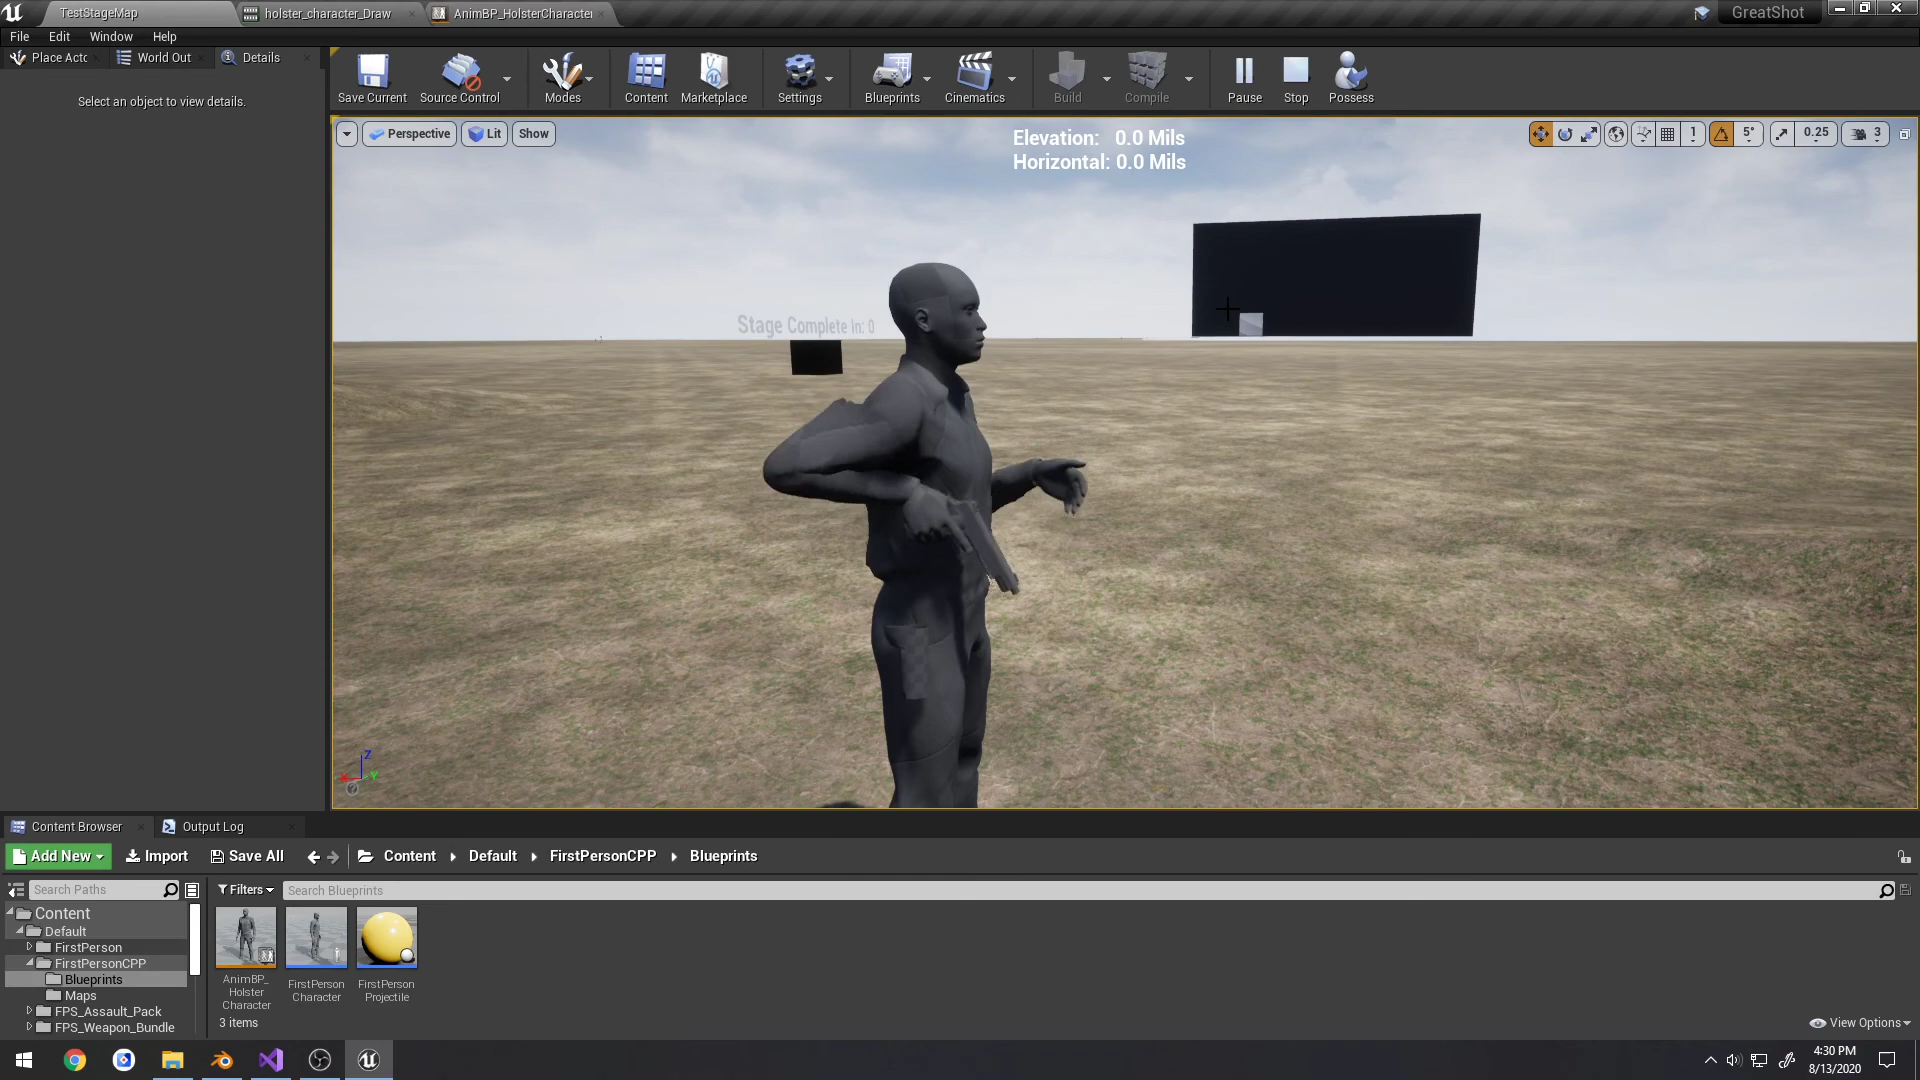 TestStageMap
holster_character_Draw
AnimBP_HolsterCharacter
GreatShot
File
Edit
Window
Help
Place Actc
World Out
Details
Select an object to view details.
Save Current
Source Control
Modes
Content
Marketplace
Settings
Blueprints
Cinematics
Build
Compile
Pause
Stop
Possess
Perspective
Lit
Show
Elevation: 0.0 Mils
Horizontal: 0.0 Mils
1
5°
0.25
3
Stage Complete In: 0
Z
X
Y
Content Browser
Output Log
Add New
Import
Save All
Content
Default
FirstPersonCPP
Blueprints
Search Paths
Filters
Search Blueprints
Content
Default
FirstPerson
FirstPersonCPP
Blueprints
Maps
FPS_Assault_Pack
FPS_Weapon_Bundle
AnimBP_
Holster
Character
FirstPerson
Character
FirstPerson
Projectile
3 items
View Options
4:30 PM
8/13/2020